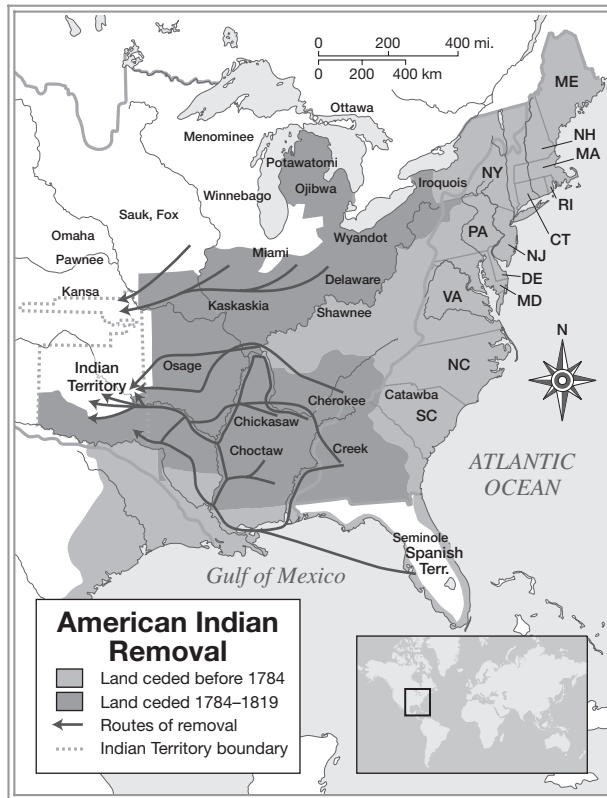 0 200 400 mi.
0 200 400 km
ME
Ottawa
Menominee
NH
MA
Potawatomi
Iroquois
NY
Ojibwa
Winnebago
RI
Sauk, Fox
Wyandot
PA
CT
Omaha
Miami
NJ
Pawnee
Delaware
DE
Kansa
MD
Kaskaskia
VA
Shawnee
N
Indian
Territory
Osage
NC
Cherokee
Catawba
SC
Chickasaw
Choctaw
Creek
ATLANTIC
OCEAN
Seminole
Spanish
Terr.
Gulf of Mexico
American Indian
Removal
Land ceded before 1784
Land ceded 1784–1819
Routes of removal
Indian Territory boundary